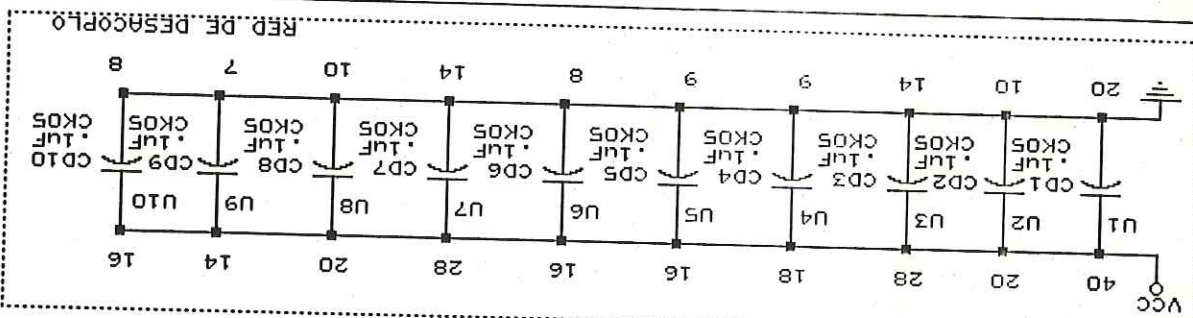 VCC
40 20 28 18 16 16 28 20 14 16
U1 U2 U3 U4 U5 U6 U7 U8 U9 U10
CD1 CD2 CD3 CD4 CD5 CD6 CD7 CD8 CD9 CD10
.1uF .1uF .1uF .1uF .1uF .1uF .1uF .1uF .1uF .1uF
CK05 CK05 CK05 CK05 CK05 CK05 CK05 CK05 CK05 CK05
20 10 14 9 9 8 14 10 7 8
RED DE DESACOPLO